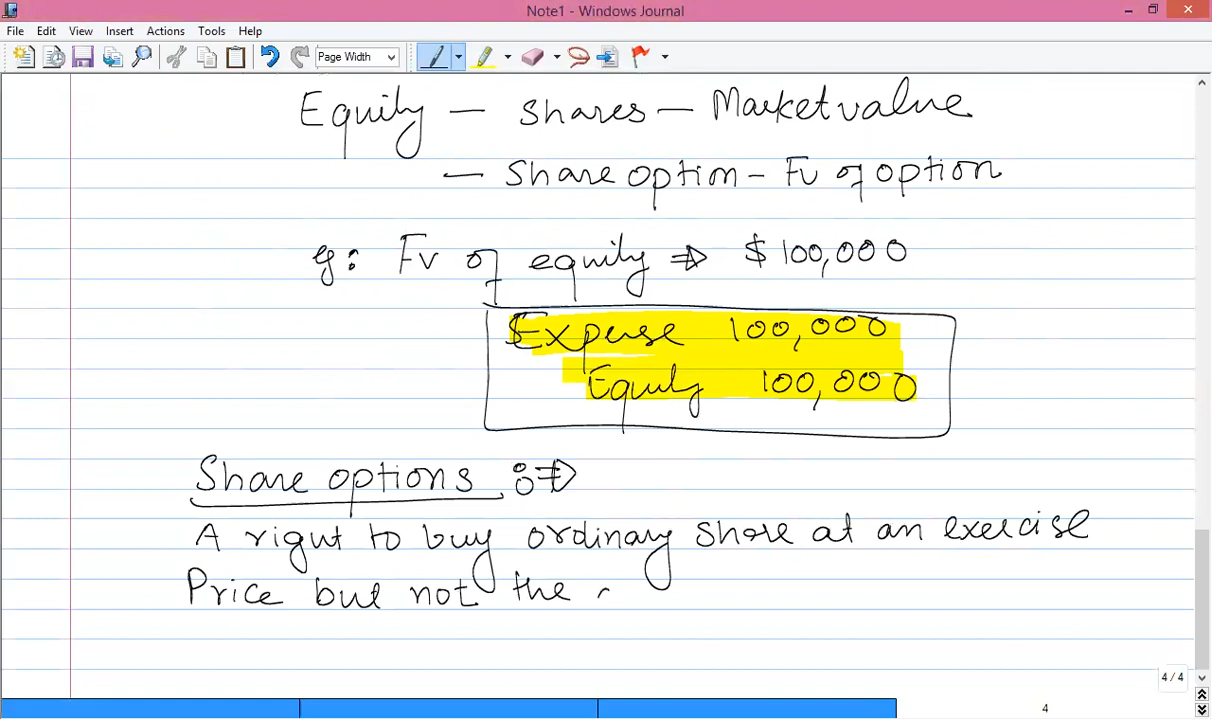 Note1 - Windows Journal
File Edit View Insert Actions Tools Help
Page Width
Equity — Shares — Market value
— Share option - Fv of option
eg: Fv of equity ⇒ $100,000
$Expense 100,000
Equity 100,000
Share options :⇒
A right to buy ordinary share at an exercise
Price but not the
4 / 4
4